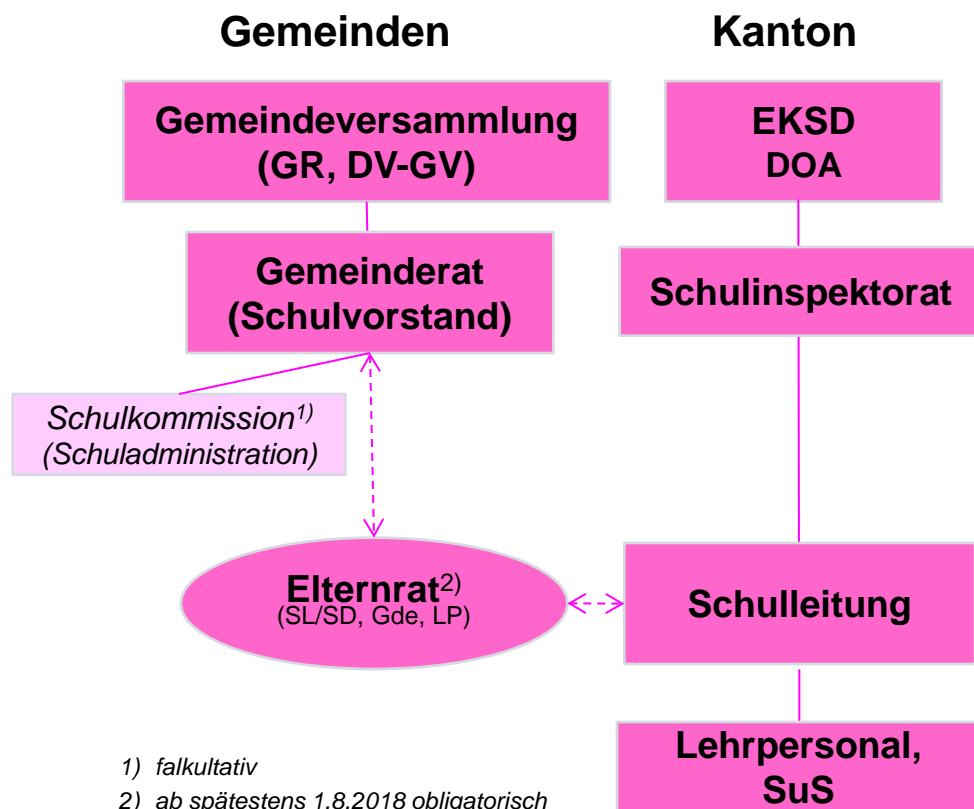 Gemeinden
Kanton
Gemeindeversammlung
(GR, DV-GV)
EKSD
DOA
Gemeinderat
(Schulvorstand)
Schulinspektorat
Schulkommission1)
(Schuladministration)
Elternrat2)
(SL/SD, Gde, LP)
Schulleitung
Lehrpersonal,
SuS
1) falkultativ
2) ab spätestens 1.8.2018 obligatorisch